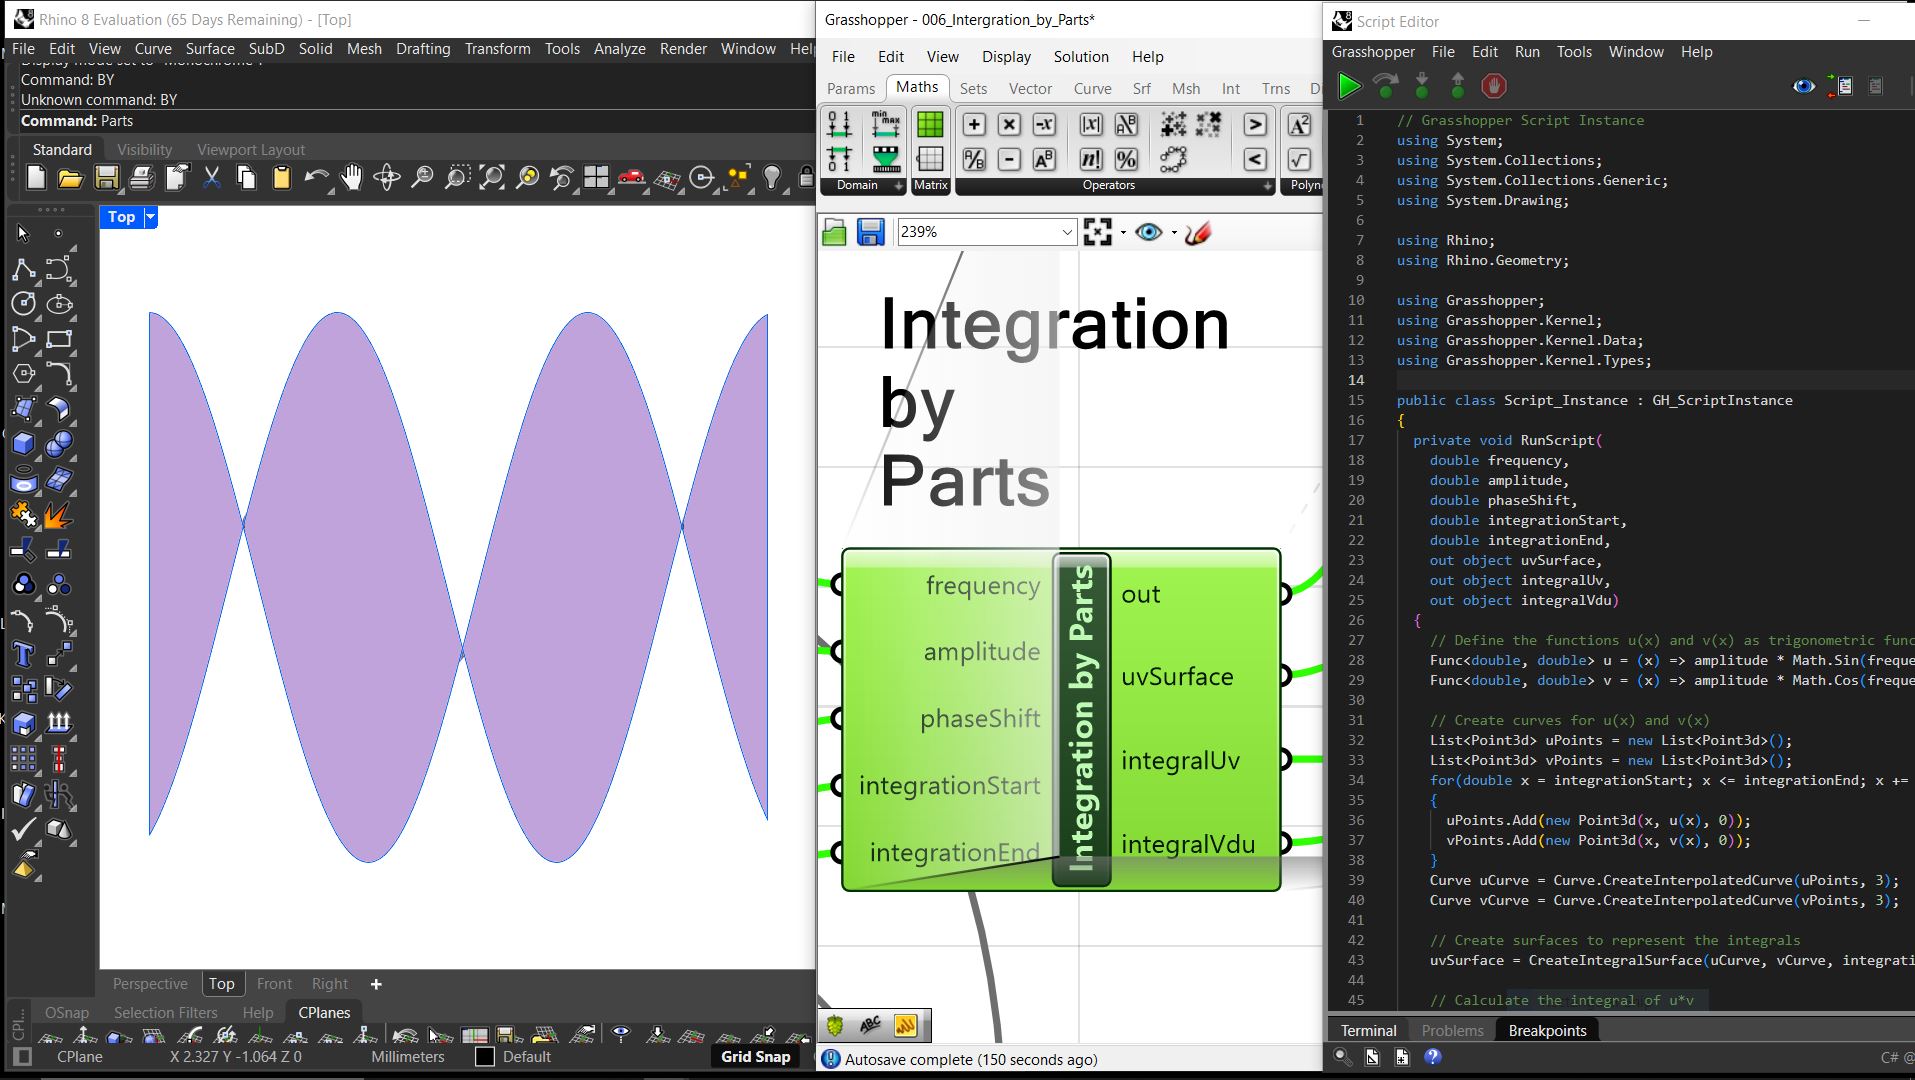 Rhino 8 Evaluation (65 Days Remaining) - [Top]
File Edit View Curve Surface SubD Solid Mesh Drafting Transform Tools Analyze Render Window Help
Command: BY
Unknown command: BY
Command: Parts
Standard Visibility Viewport Layout
Top
Perspective Top Front Right +
OSnap Selection Filters Help CPlanes
CPl...
CPlane X 2.327 Y -1.064 Z 0 Millimeters Default Grid Snap
Grasshopper - 006_Intergration_by_Parts*
File Edit View Display Solution Help
Params Maths Sets Vector Curve Srf Msh Int Trns Di
Domain Matrix Operators Polyn
239%
Integration
by
Parts
frequency
amplitude
phaseShift
integrationStart
integrationEnd
Integration by Parts
out
uvSurface
integralUv
integralVdu
Autosave complete (150 seconds ago)
Script Editor
Grasshopper File Edit Run Tools Window Help
1 // Grasshopper Script Instance
2 using System;
3 using System.Collections;
4 using System.Collections.Generic;
5 using System.Drawing;
6
7 using Rhino;
8 using Rhino.Geometry;
9
10 using Grasshopper;
11 using Grasshopper.Kernel;
12 using Grasshopper.Kernel.Data;
13 using Grasshopper.Kernel.Types;
14
15 public class Script_Instance : GH_ScriptInstance
16 {
17 private void RunScript(
18 double frequency,
19 double amplitude,
20 double phaseShift,
21 double integrationStart,
22 double integrationEnd,
23 out object uvSurface,
24 out object integralUv,
25 out object integralVdu)
26 {
27 // Define the functions u(x) and v(x) as trigonometric func
28 Func<double, double> u = (x) => amplitude * Math.Sin(freque
29 Func<double, double> v = (x) => amplitude * Math.Cos(freque
30
31 // Create curves for u(x) and v(x)
32 List<Point3d> uPoints = new List<Point3d>();
33 List<Point3d> vPoints = new List<Point3d>();
34 for(double x = integrationStart; x <= integrationEnd; x +=
35 {
36 uPoints.Add(new Point3d(x, u(x), 0));
37 vPoints.Add(new Point3d(x, v(x), 0));
38 }
39 Curve uCurve = Curve.CreateInterpolatedCurve(uPoints, 3);
40 Curve vCurve = Curve.CreateInterpolatedCurve(vPoints, 3);
41
42 // Create surfaces to represent the integrals
43 uvSurface = CreateIntegralSurface(uCurve, vCurve, integrati
44
45 // Calculate the integral of u*v
Terminal Problems Breakpoints
C# @